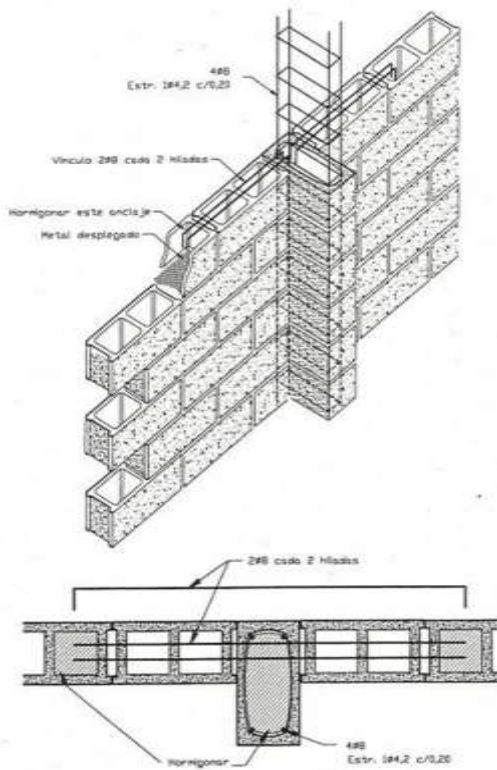 4ø8
Estr. 1ø4,2 c/0,20
Vínculo 2ø8 cada 2 hiladas
Hormigonar este anclaje
Metal desplegado
2ø8 cada 2 hiladas
Hormigonar
4ø8
Estr. 1ø4,2 c/0,20